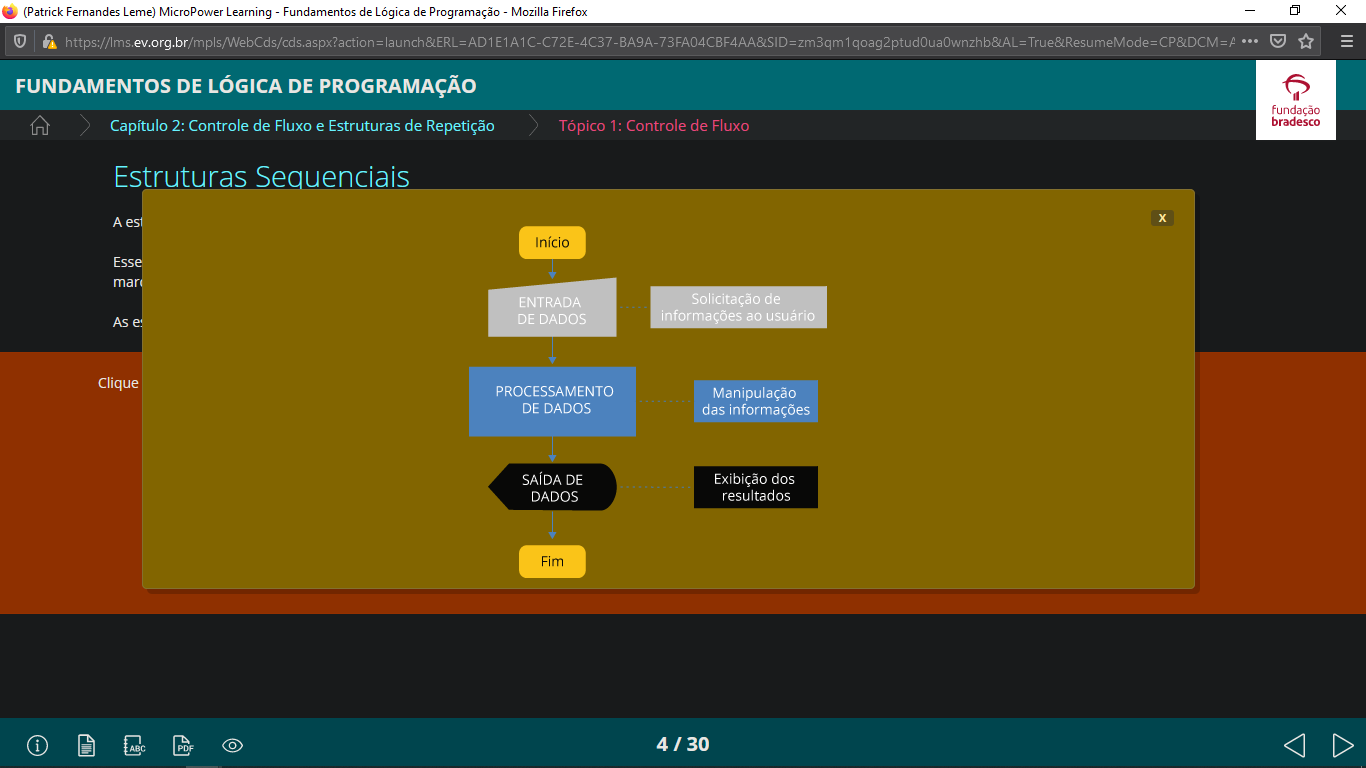 (Patrick Fernandes Leme) MicroPower Learning - Fundamentos de Lógica de Programação - Mozilla Firefox
https://lms.ev.org.br/mpls/WebCds/cds.aspx?action=launch&ERL=AD1E1A1C-C72E-4C37-BA9A-73FA04CBF4AA&SID=zm3qm1qoag2ptud0ua0wnzhb&AL=True&ResumeMode=CP&DCM=A
FUNDAMENTOS DE LÓGICA DE PROGRAMAÇÃO
fundação
bradesco
Capítulo 2: Controle de Fluxo e Estruturas de Repetição
Tópico 1: Controle de Fluxo
Estruturas Sequenciais
A est
Esse
marc
As es
Clique
X
Início
ENTRADA
DE DADOS
Solicitação de
informações ao usuário
PROCESSAMENTO
DE DADOS
Manipulação
das informações
SAÍDA DE
DADOS
Exibição dos
resultados
Fim
ABC
PDF
4 / 30